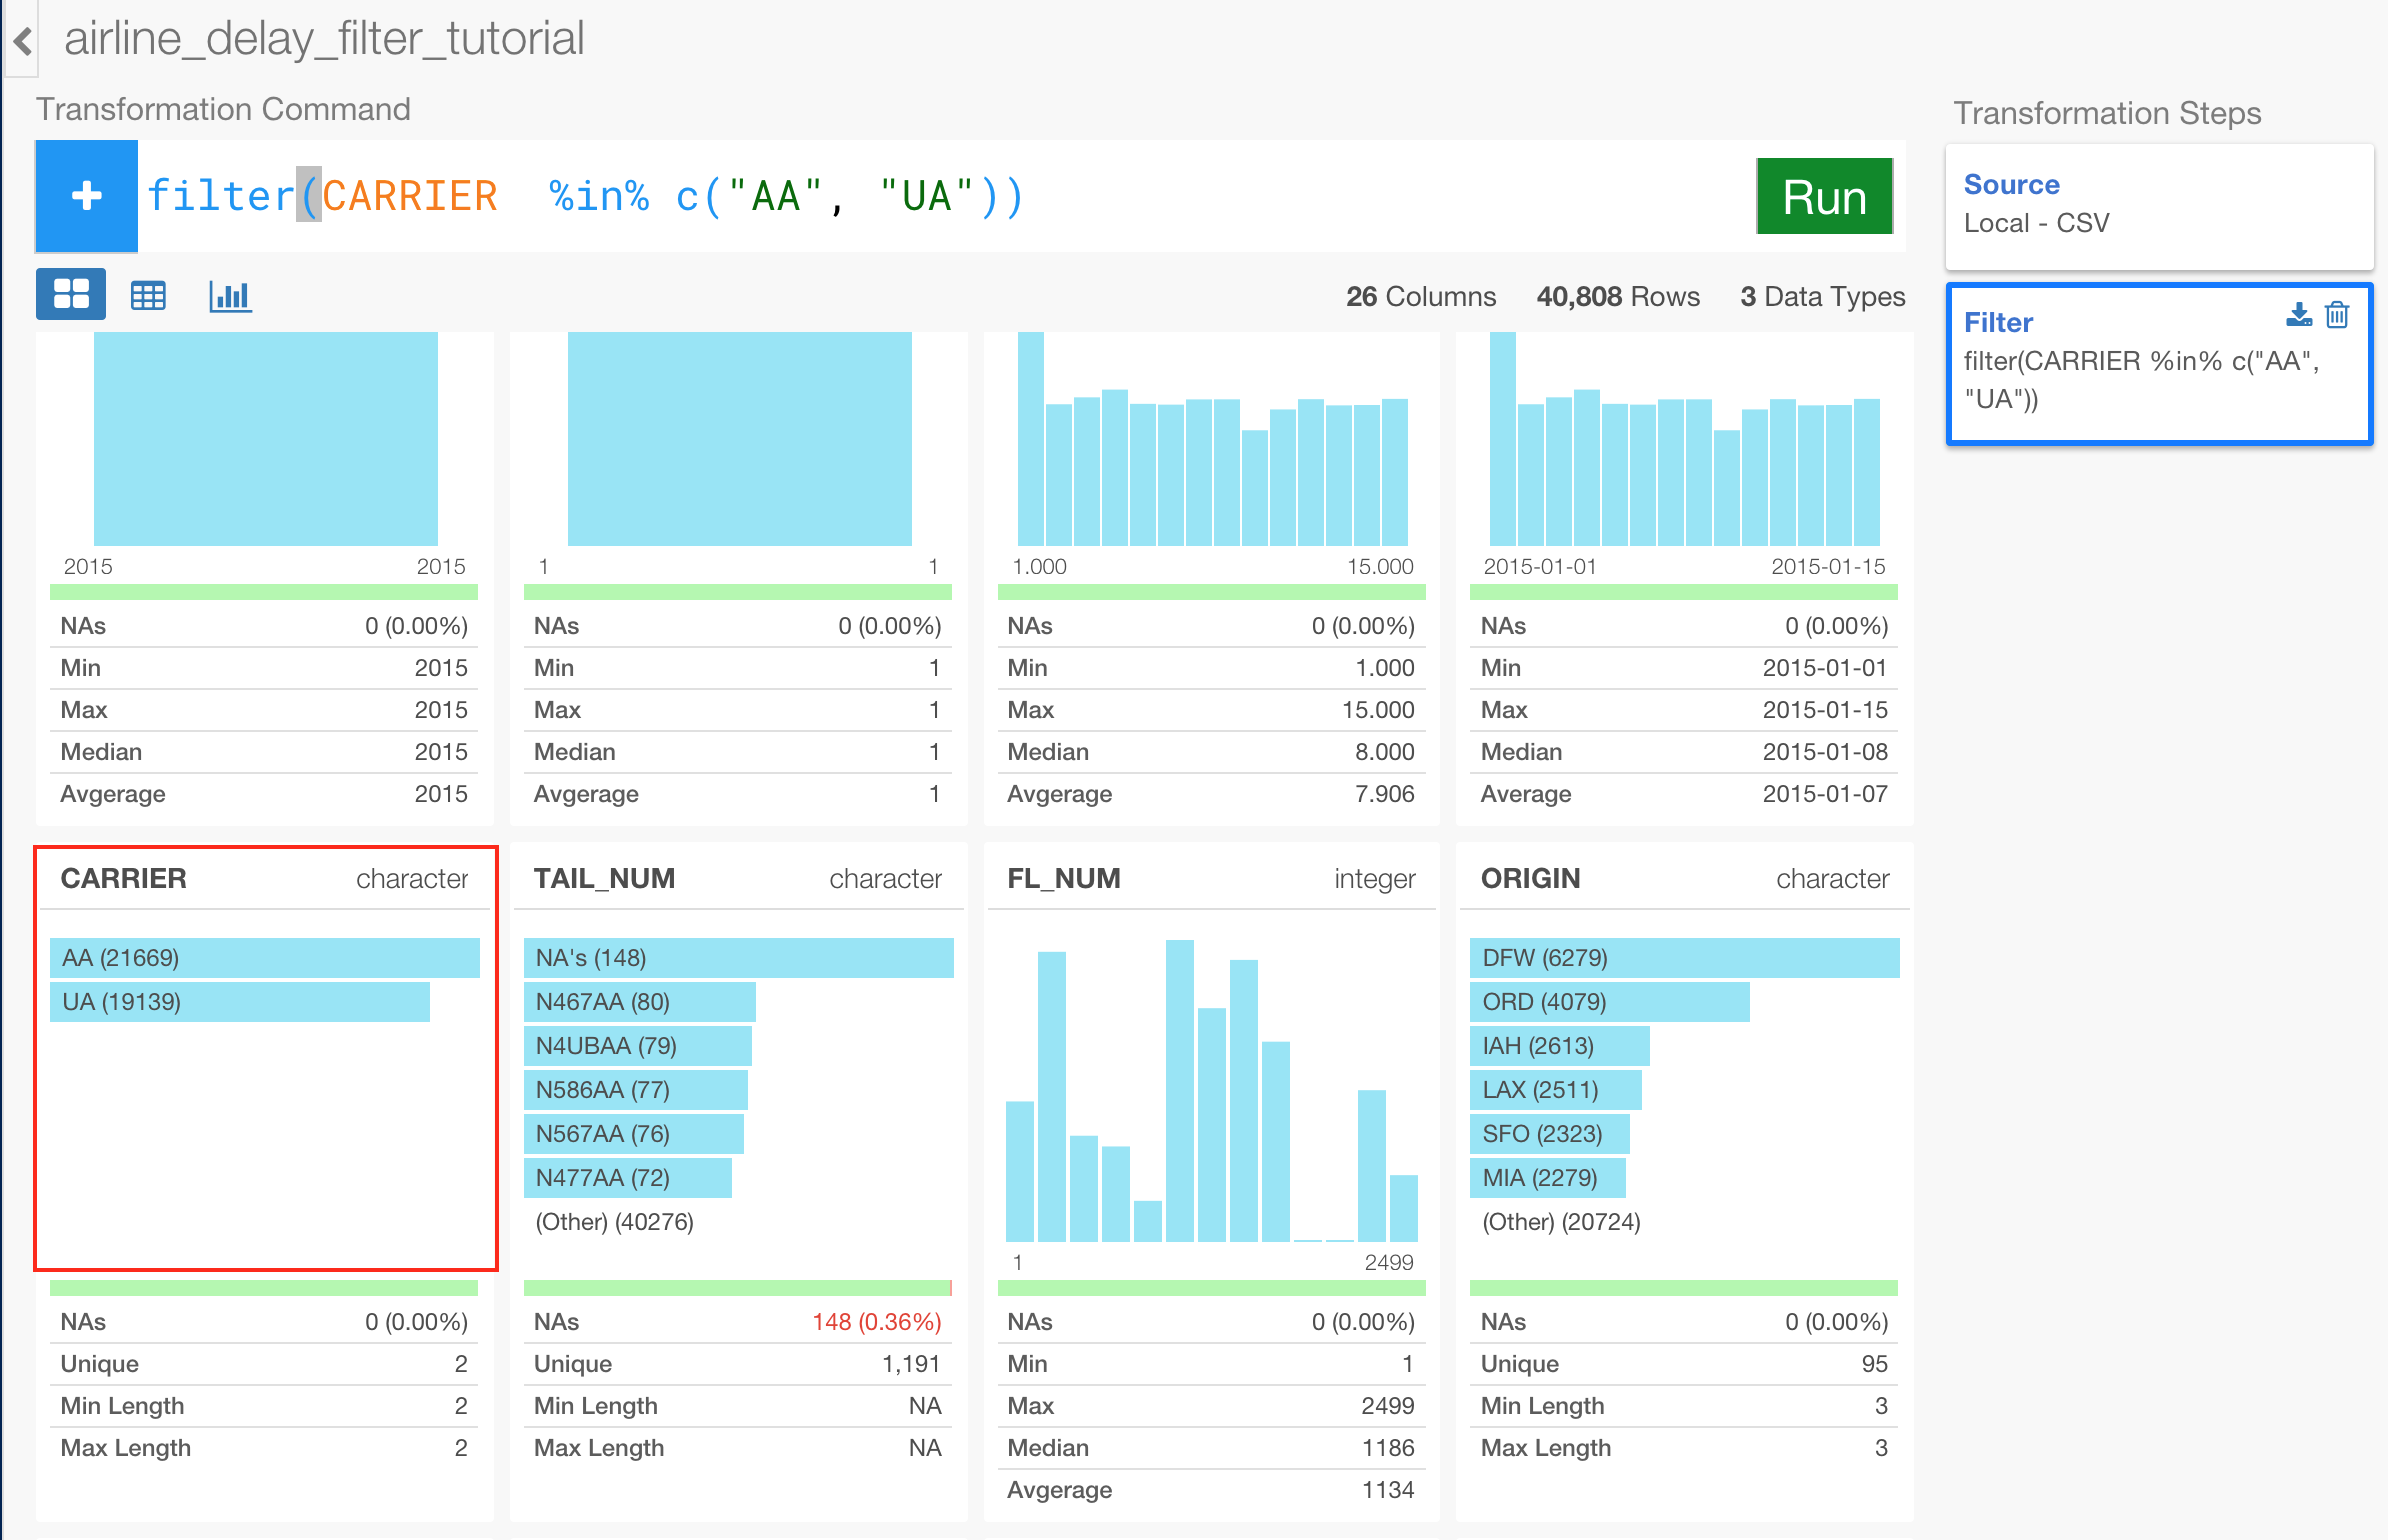 airline_delay_filter_tutorial
Transformation Command
filter(CARRIER %in% c("AA", "UA"))
Run
26 Columns 40,808 Rows 3 Data Types
Transformation Steps
Source
Local - CSV
Filter
filter(CARRIER %in% c("AA",
"UA"))
2015 2015
NAs 0 (0.00%)
Min 2015
Max 2015
Median 2015
Avgerage 2015
1 1
NAs 0 (0.00%)
Min 1
Max 1
Median 1
Avgerage 1
1.000 15.000
NAs 0 (0.00%)
Min 1.000
Max 15.000
Median 8.000
Avgerage 7.906
2015-01-01 2015-01-15
NAs 0 (0.00%)
Min 2015-01-01
Max 2015-01-15
Median 2015-01-08
Average 2015-01-07
CARRIER character
AA (21669)
UA (19139)
NAs 0 (0.00%)
Unique 2
Min Length 2
Max Length 2
TAIL_NUM character
NA's (148)
N467AA (80)
N4UBAA (79)
N586AA (77)
N567AA (76)
N477AA (72)
(Other) (40276)
NAs 148 (0.36%)
Unique 1,191
Min Length NA
Max Length NA
FL_NUM integer
1 2499
NAs 0 (0.00%)
Min 1
Max 2499
Median 1186
Avgerage 1134
ORIGIN character
DFW (6279)
ORD (4079)
IAH (2613)
LAX (2511)
SFO (2323)
MIA (2279)
(Other) (20724)
NAs 0 (0.00%)
Unique 95
Min Length 3
Max Length 3